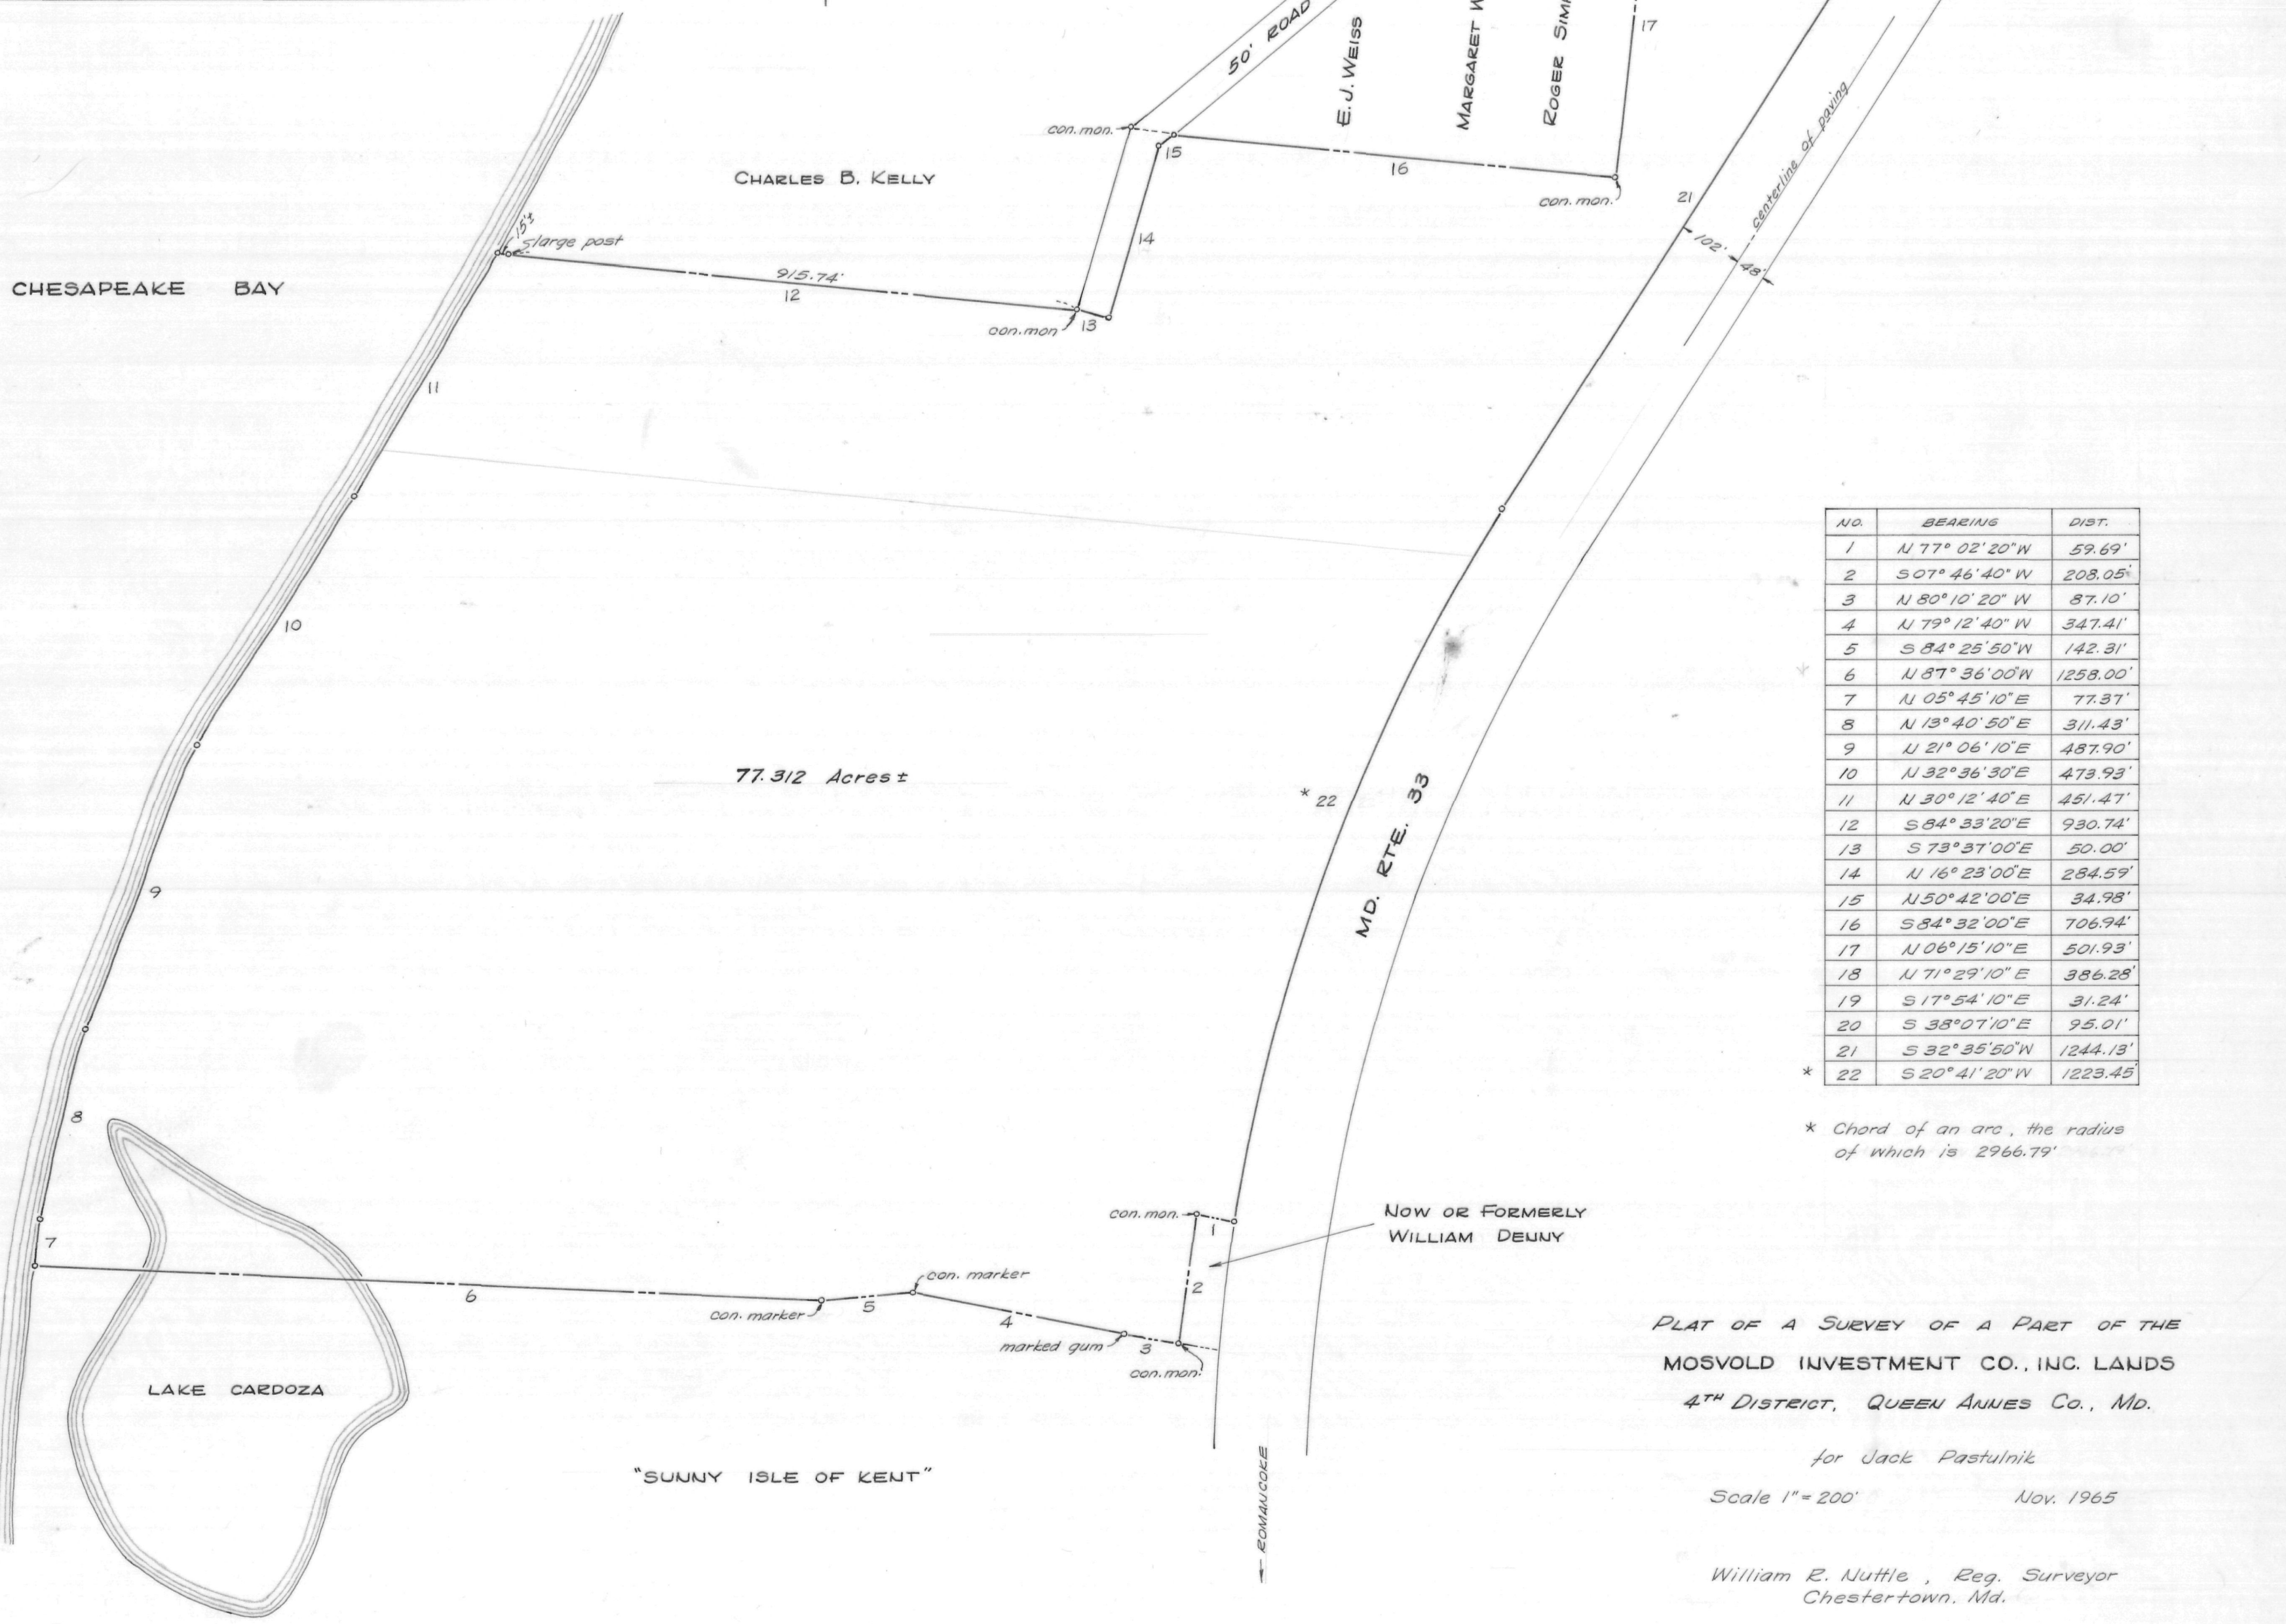 50' ROAD
E. J. WEISS
MARGARET
ROGER
17
con. mon.
15
16
con. mon.
CHARLES B. KELLY
14
21
centerline of paving
102'
48'
15'±
large post
915.74'
12
con. mon
13
CHESAPEAKE BAY
11
10
77.312 Acres ±
* 22
MD. RTE. 33
9
8
7
con. mon.
1
2
NOW OR FORMERLY
WILLIAM DENNY
6
con. marker
5
con. marker
4
marked gum
3
con. mon.
LAKE CARDOZA
"SUNNY ISLE OF KENT"
← ROMANCOKE
NO. BEARING DIST.
1 N 77° 02' 20" W 59.69'
2 S 07° 46' 40" W 208.05'
3 N 80° 10' 20" W 87.10'
4 N 79° 12' 40" W 347.41'
5 S 84° 25' 50" W 142.31'
6 N 87° 36' 00" W 1258.00'
7 N 05° 45' 10" E 77.37'
8 N 13° 40' 50" E 311.43'
9 N 21° 06' 10" E 487.90'
10 N 32° 36' 30" E 473.93'
11 N 30° 12' 40" E 451.47'
12 S 84° 33' 20" E 930.74'
13 S 73° 37' 00" E 50.00'
14 N 16° 23' 00" E 284.59'
15 N 50° 42' 00" E 34.98'
16 S 84° 32' 00" E 706.94'
17 N 06° 15' 10" E 501.93'
18 N 71° 29' 10" E 386.28'
19 S 17° 54' 10" E 31.24'
20 S 38° 07' 10" E 95.01'
21 S 32° 35' 50" W 1244.13'
* 22 S 20° 41' 20" W 1223.45'
* Chord of an arc, the radius
of which is 2966.79'
PLAT OF A SURVEY OF A PART OF THE
MOSVOLD INVESTMENT CO., INC. LANDS
4TH DISTRICT, QUEEN ANNES CO., MD.
for Jack Pastulnik
Scale 1" = 200' Nov. 1965
William R. Nuttle, Reg. Surveyor
Chestertown, Md.